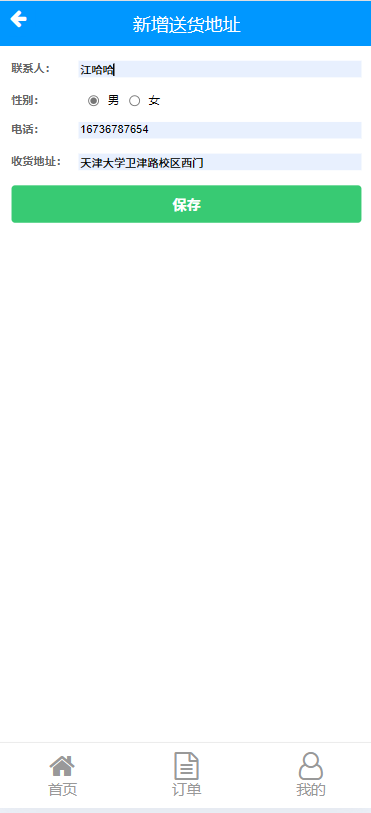 新增送货地址
联系人: 江哈哈
性别: 男 女
电话: 16736787654
收货地址: 天津大学卫津路校区西门
保存
首页 订单 我的